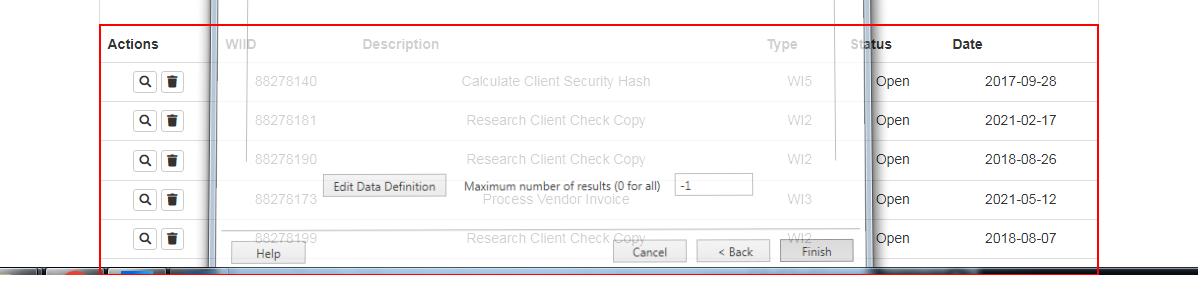 Actions WIID Description Type Status Date
88278140 Calculate Client Security Hash WI5 Open 2017-09-28
88278181 Research Client Check Copy WI2 Open 2021-02-17
88278190 Research Client Check Copy WI2 Open 2018-08-26
Edit Data Definition Maximum number of results (0 for all) -1
88278173 Process Vendor Invoice WI3 Open 2021-05-12
88278199 Research Client Check Copy WI2 Open 2018-08-07
Help Cancel < Back Finish